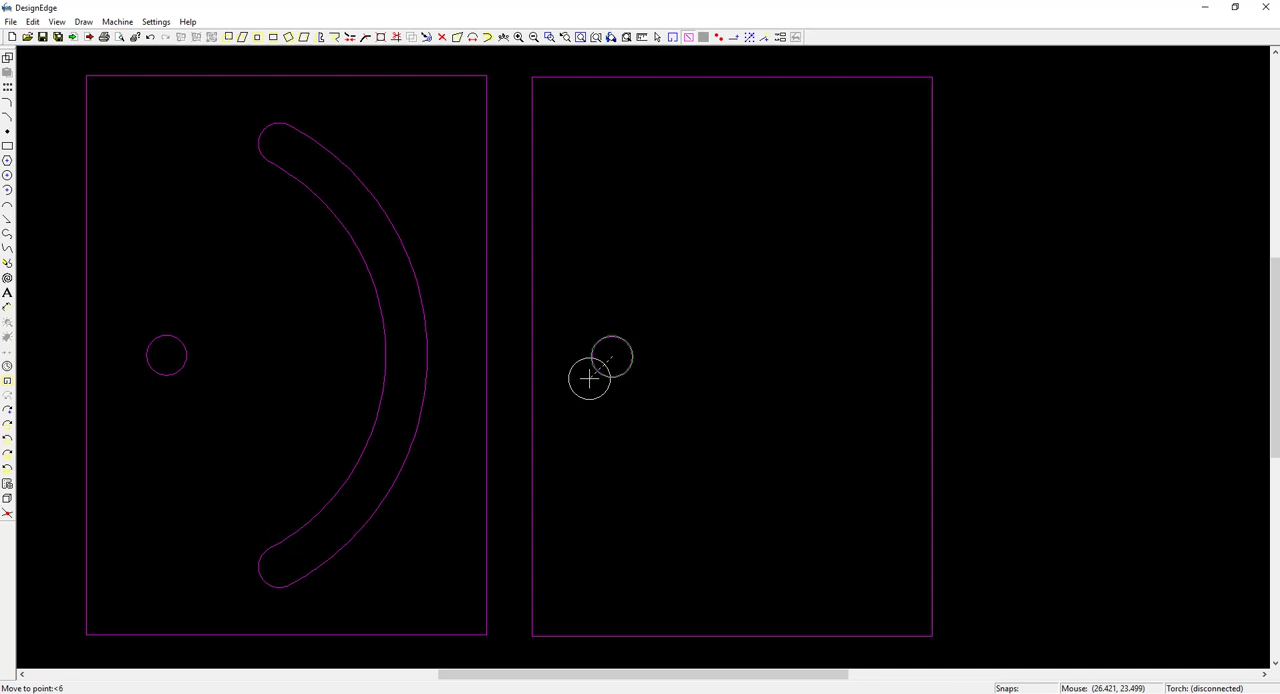 DesignEdge
File Edit View Draw Machine Settings Help
A
Move to point:<6
Snaps:
Mouse: (26.421, 23.499)
Torch: (disconnected)